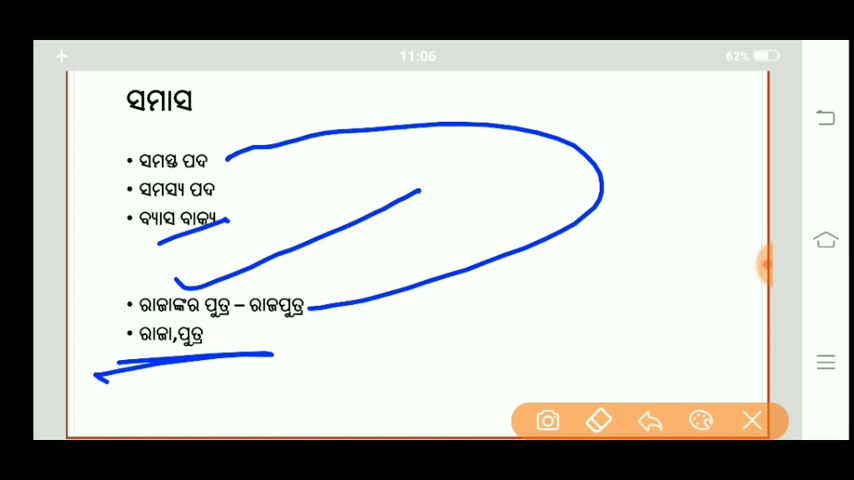 11:06
62%
ସମାସ
• ସମସ୍ତ ପଦ
• ସମସ୍ୟ ପଦ
• ବ୍ୟାସ ବାକ୍ୟ
• ରାଜାଙ୍କର ପୁତ୍ର – ରାଜପୁତ୍ର
• ରାଜା,ପୁତ୍ର